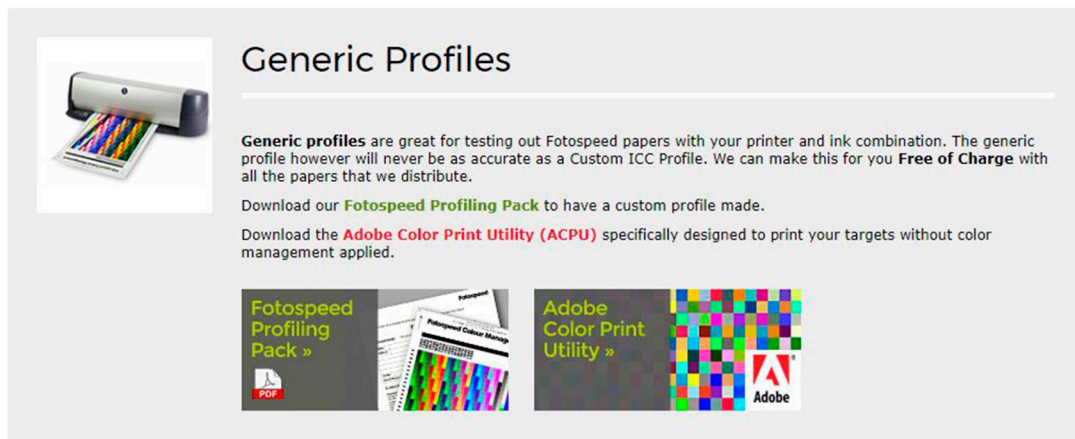 Generic Profiles
Generic profiles are great for testing out Fotospeed papers with your printer and ink combination. The generic
profile however will never be as accurate as a Custom ICC Profile. We can make this for you Free of Charge with
all the papers that we distribute.
Download our Fotospeed Profiling Pack to have a custom profile made.
Download the Adobe Color Print Utility (ACPU) specifically designed to print your targets without color
management applied.
Fotospeed
Profiling
Pack »
PDF
Fotospeed
Fotospeed Colour Manag
Adobe
Color Print
Utility »
Adobe